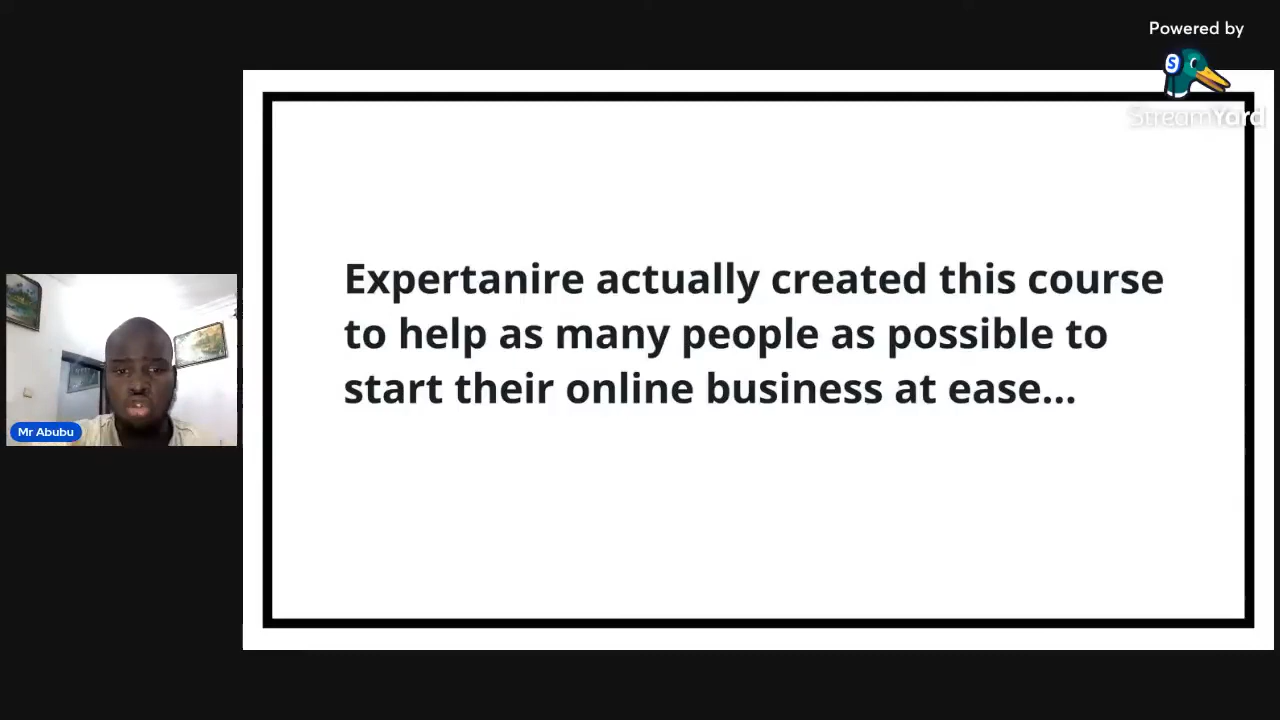 Powered by
S
StreamYard
Expertanire actually created this course
to help as many people as possible to
start their online business at ease...
Mr Abubu